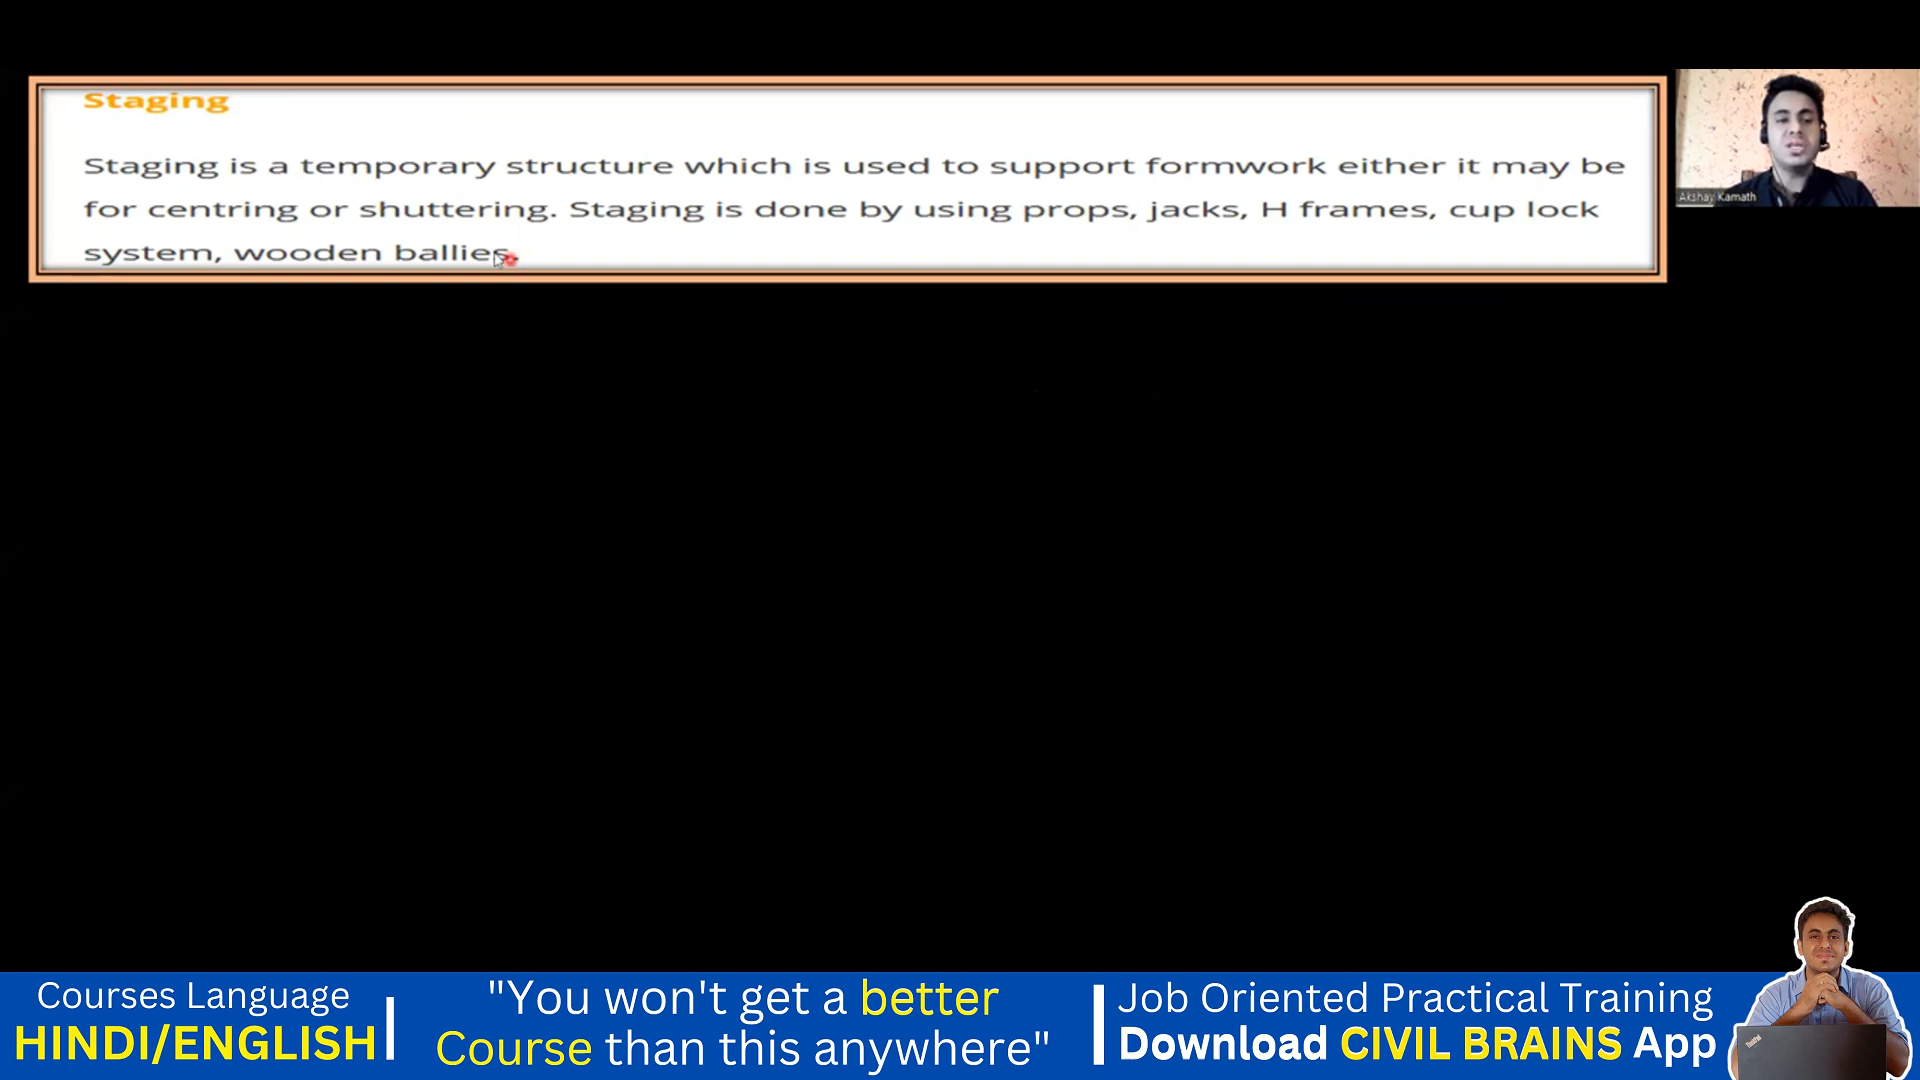 Staging
Staging is a temporary structure which is used to support formwork either it may be
for centring or shuttering. Staging is done by using props, jacks, H frames, cup lock
system, wooden ballies.
Akshay Kamath
Courses Language
HINDI/ENGLISH
"You won't get a better
Course than this anywhere"
Job Oriented Practical Training
Download CIVIL BRAINS App
ThinkPad